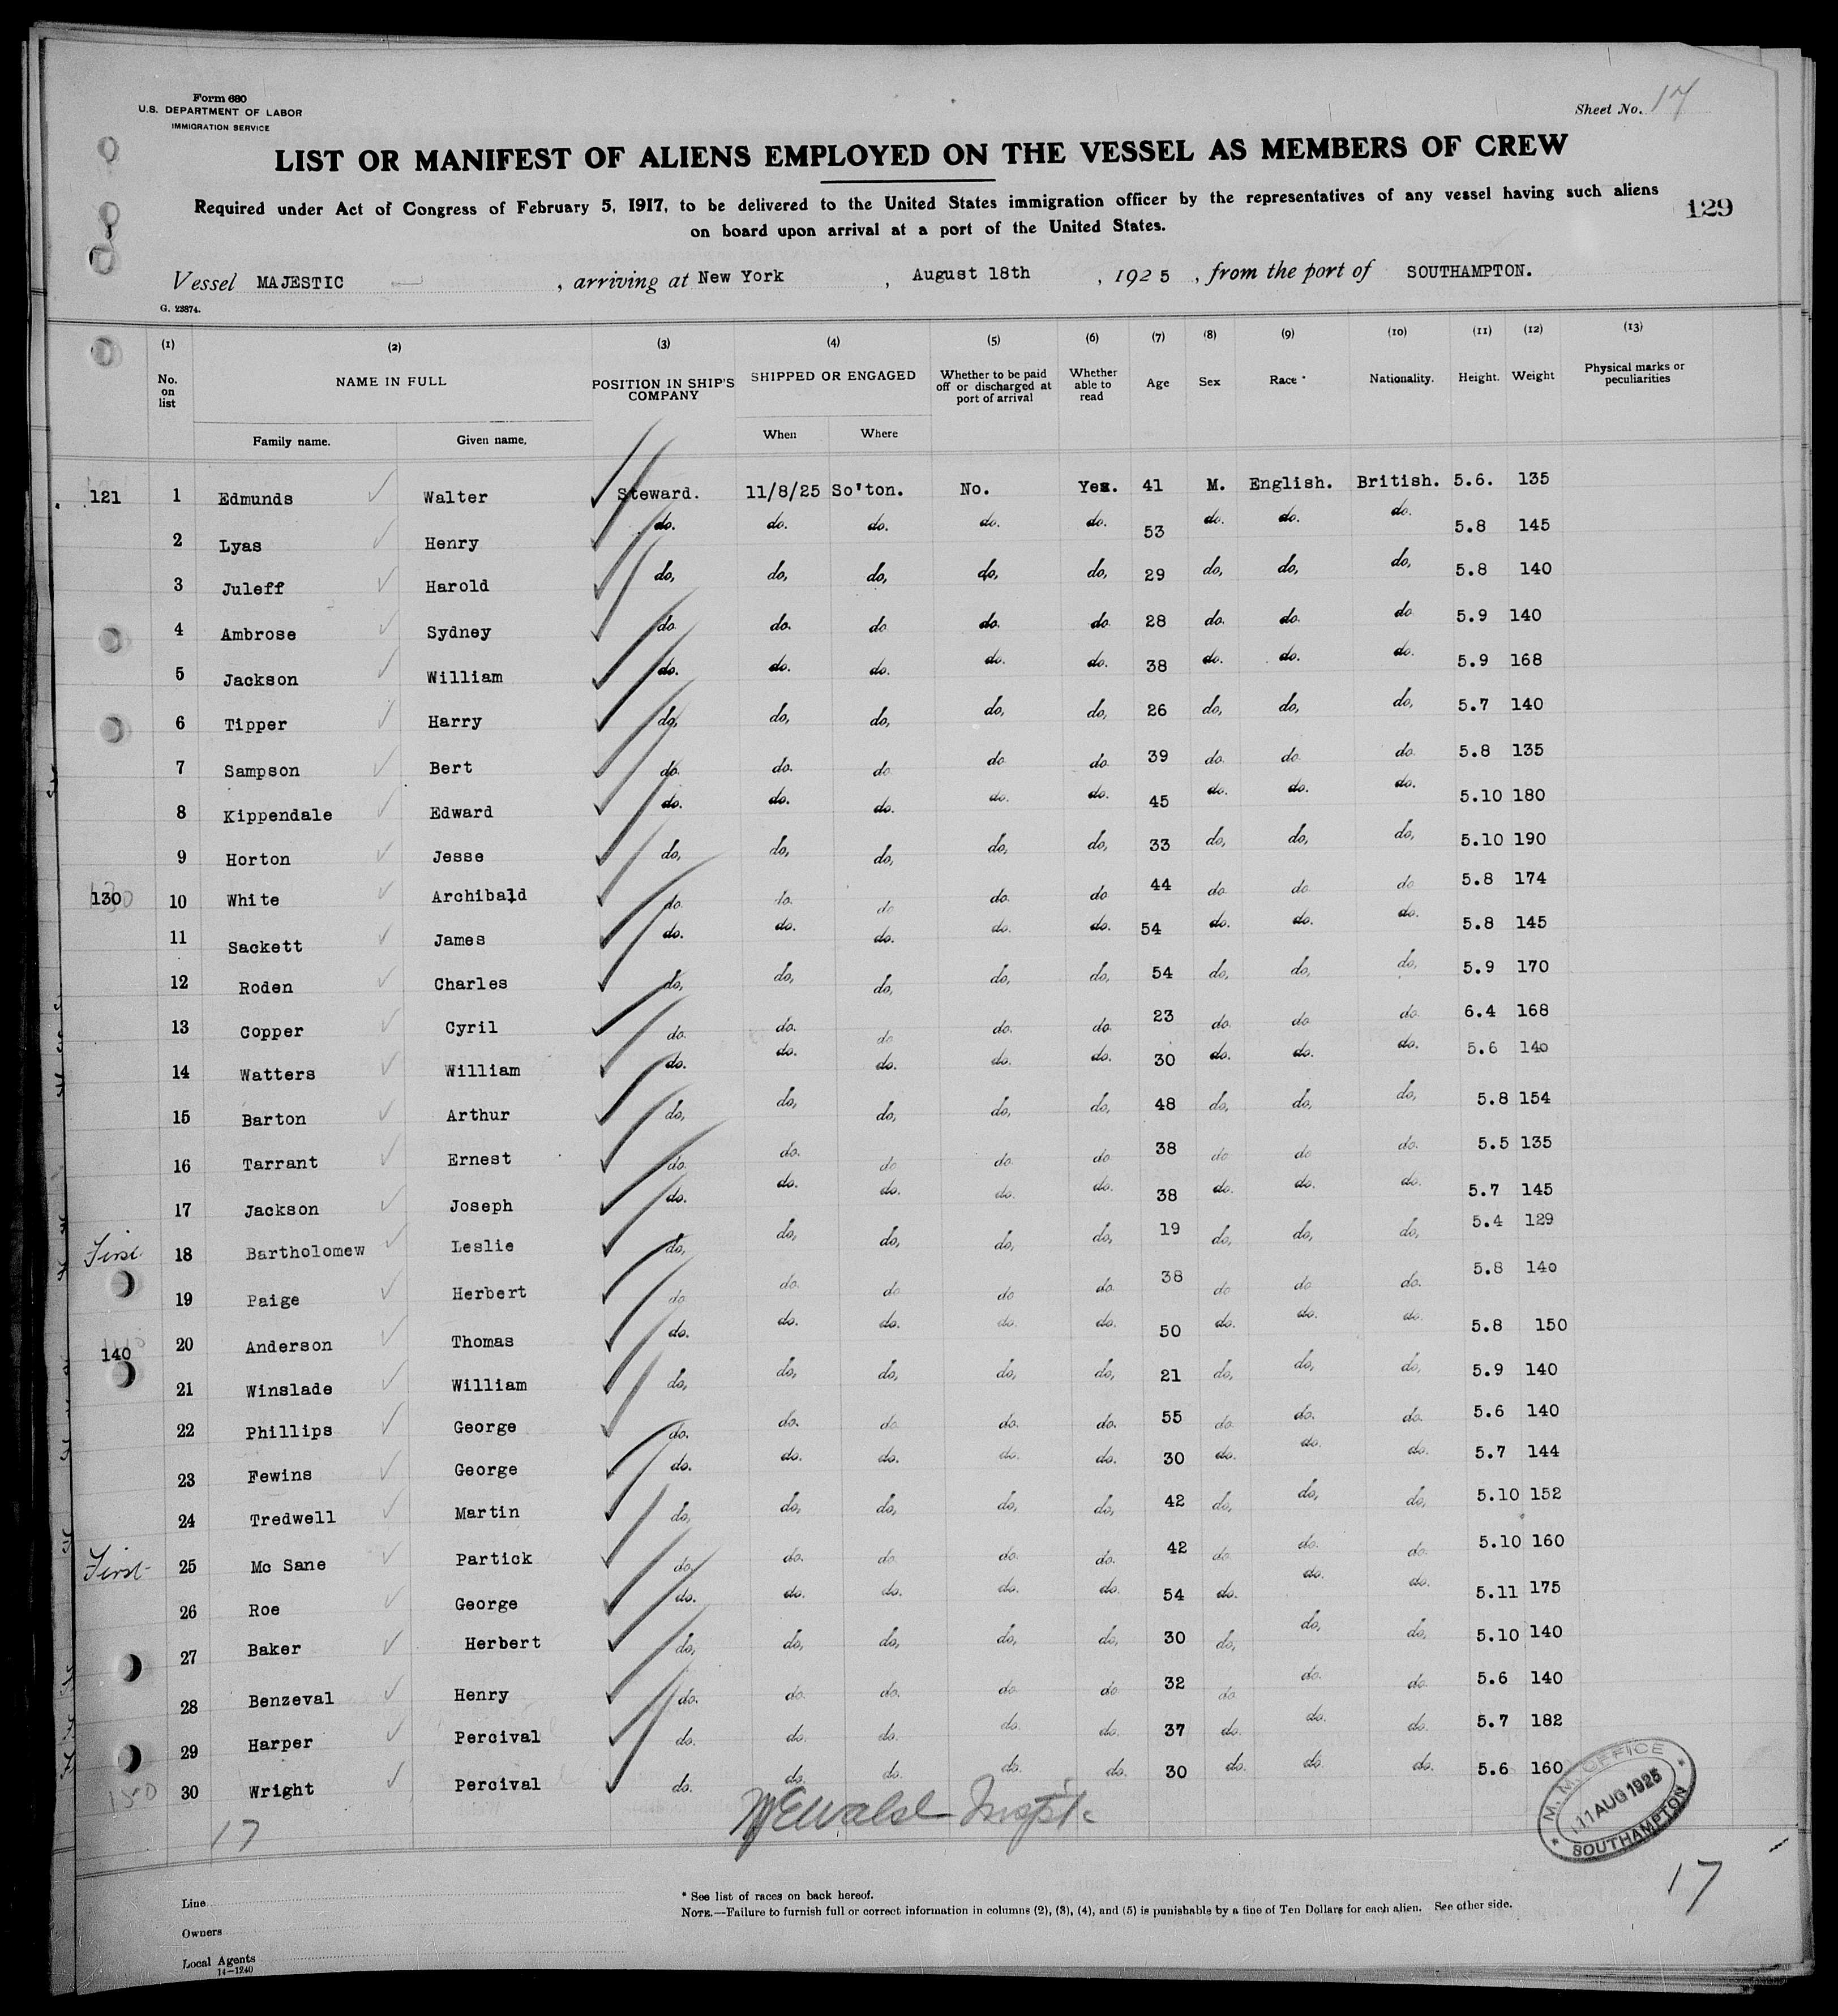 Form 680
U.S. DEPARTMENT OF LABOR
IMMIGRATION SERVICE
Sheet No. 17
LIST OR MANIFEST OF ALIENS EMPLOYED ON THE VESSEL AS MEMBERS OF CREW
Required under Act of Congress of February 5, 1917, to be delivered to the United States immigration officer by the representatives of any vessel having such aliens
on board upon arrival at a port of the United States.
129
Vessel MAJESTIC , arriving at New York , August 18th , 1925 , from the port of SOUTHAMPTON.
G. 23874.
(1) (2) (3) (4) (5) (6) (7) (8) (9) (10) (11) (12) (13)
No. on list NAME IN FULL POSITION IN SHIP'S COMPANY SHIPPED OR ENGAGED Whether to be paid off or discharged at port of arrival Whether able to read Age Sex Race* Nationality. Height. Weight Physical marks or peculiarities
Family name. Given name. When Where
121 1 Edmunds Walter Steward. 11/8/25 So'ton. No. Yes. 41 M. English. British. 5.6. 135
2 Lyas Henry do. do. do. do. do. 53 do. do. do. 5.8 145
3 Juleff Harold do, do, do, do, do, 29 do, do, do, 5.8 140
4 Ambrose Sydney do do. do do. do 28 do. do. do 5.9 140
5 Jackson William do. do. do. do. do. 38 do. do. do. 5.9 168
6 Tipper Harry do, do, do, do, do, 26 do, do, do, 5.7 140
7 Sampson Bert do. do. do do do 39 do. do do 5.8 135
8 Kippendale Edward do. do. do. do. do. 45 do. do. do. 5.10 180
9 Horton Jesse do, do, do, do, do, 33 do, do, do, 5.10 190
130 10 White Archibald do. do. do do. do 44 do do do 5.8 174
11 Sackett James do. do. do. do. do. 54 do. do. do. 5.8 145
12 Roden Charles do, do, do, do, do, 54 do, do, do, 5.9 170
13 Copper Cyril do. do. do do. do. 23 do. do do. 6.4 168
14 Watters William do. do. do. do. do. 30 do. do. do. 5.6 140
15 Barton Arthur do, do, do, do, do, 48 do, do, do, 5.8 154
16 Tarrant Ernest do. do. do do. do 38 do do do. 5.5 135
17 Jackson Joseph do. do. do. do. do. 38 do. do. do. 5.7 145
First 18 Bartholomew Leslie do, do, do, do, do, 19 do, do, do, 5.4 129
19 Paige Herbert do do do do do. 38 do do do. 5.8 140
140 20 Anderson Thomas do. do. do. do. do. 50 do. do. do. 5.8 150
21 Winslade William do, do, do, do, do, 21 do, do, do, 5.9 140
22 Phillips George do. do. do. do. do. 55 do. do. do. 5.6 140
23 Fewins George do. do. do. do. do. 30 do. do. do. 5.7 144
24 Tredwell Martin do, do, do, do, do, 42 do, do, do, 5.10 152
First 25 Mc Sane Partick do. do. do. do. do. 42 do. do. do. 5.10 160
26 Roe George do. do. do. do. do. 54 do. do. do. 5.11 175
27 Baker Herbert do, do, do, do, do, 30 do, do, do, 5.10 140
28 Benzeval Henry do. do. do. do. do 32 do do. do. 5.6 140
29 Harper Percival do. do. do. do. do. 37 do. do. do. 5.7 182
150 30 Wright Percival do. do. do. do. do. 30 do. do. do. 5.6 160
17
M. M. OFFICE
11 AUG 1925
SOUTHAMPTON
17
Line
Owners
Local Agents
14—1240
* See list of races on back hereof.
NOTE.—Failure to furnish full or correct information in columns (2), (3), (4), and (5) is punishable by a fine of Ten Dollars for each alien. See other side.